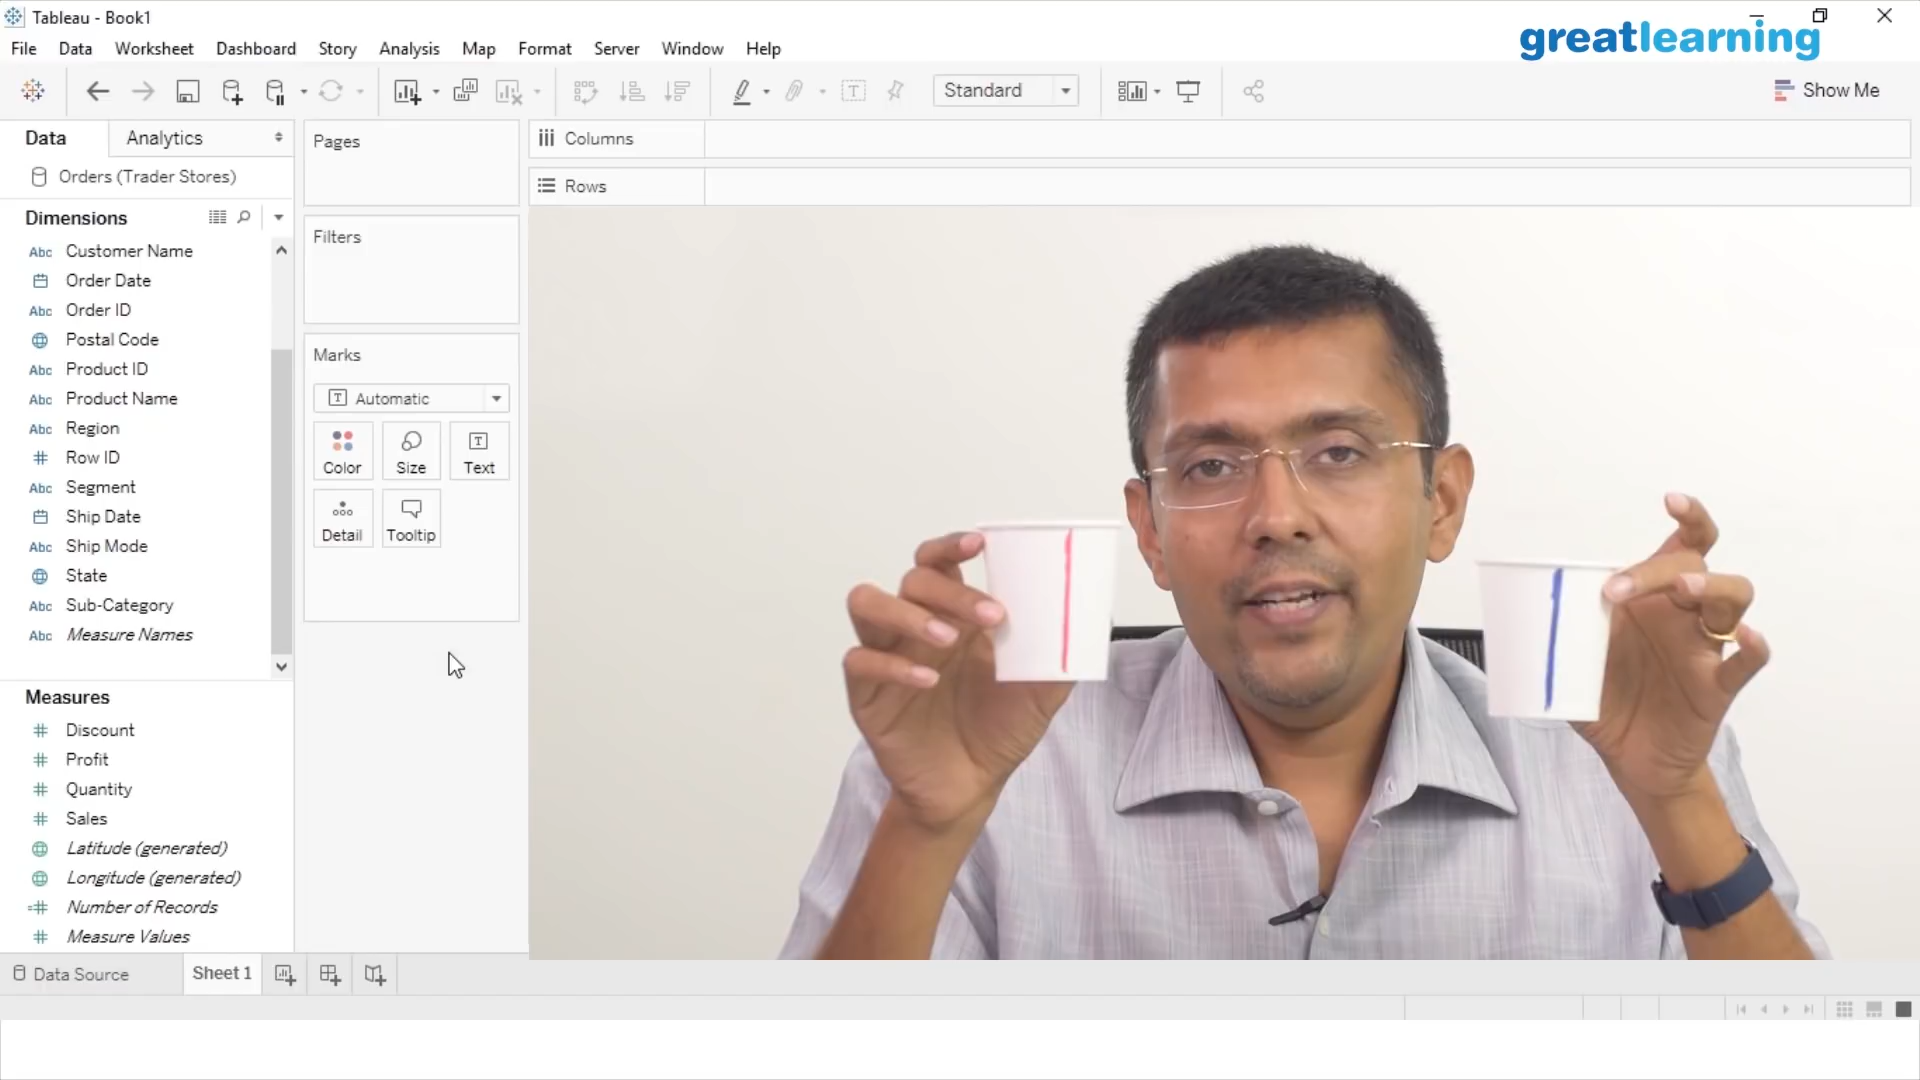 Tableau - Book1
greatlearning
File Data Worksheet Dashboard Story Analysis Map Format Server Window Help
Standard
Show Me
Data Analytics
Orders (Trader Stores)
Dimensions
Abc Customer Name
Order Date
Abc Order ID
Postal Code
Abc Product ID
Abc Product Name
Abc Region
# Row ID
Abc Segment
Ship Date
Abc Ship Mode
State
Abc Sub-Category
Abc Measure Names
Measures
# Discount
# Profit
# Quantity
# Sales
Latitude (generated)
Longitude (generated)
=# Number of Records
# Measure Values
Pages
Filters
Marks
T Automatic
Color Size T Text
Detail Tooltip
Columns
Rows
Data Source Sheet 1